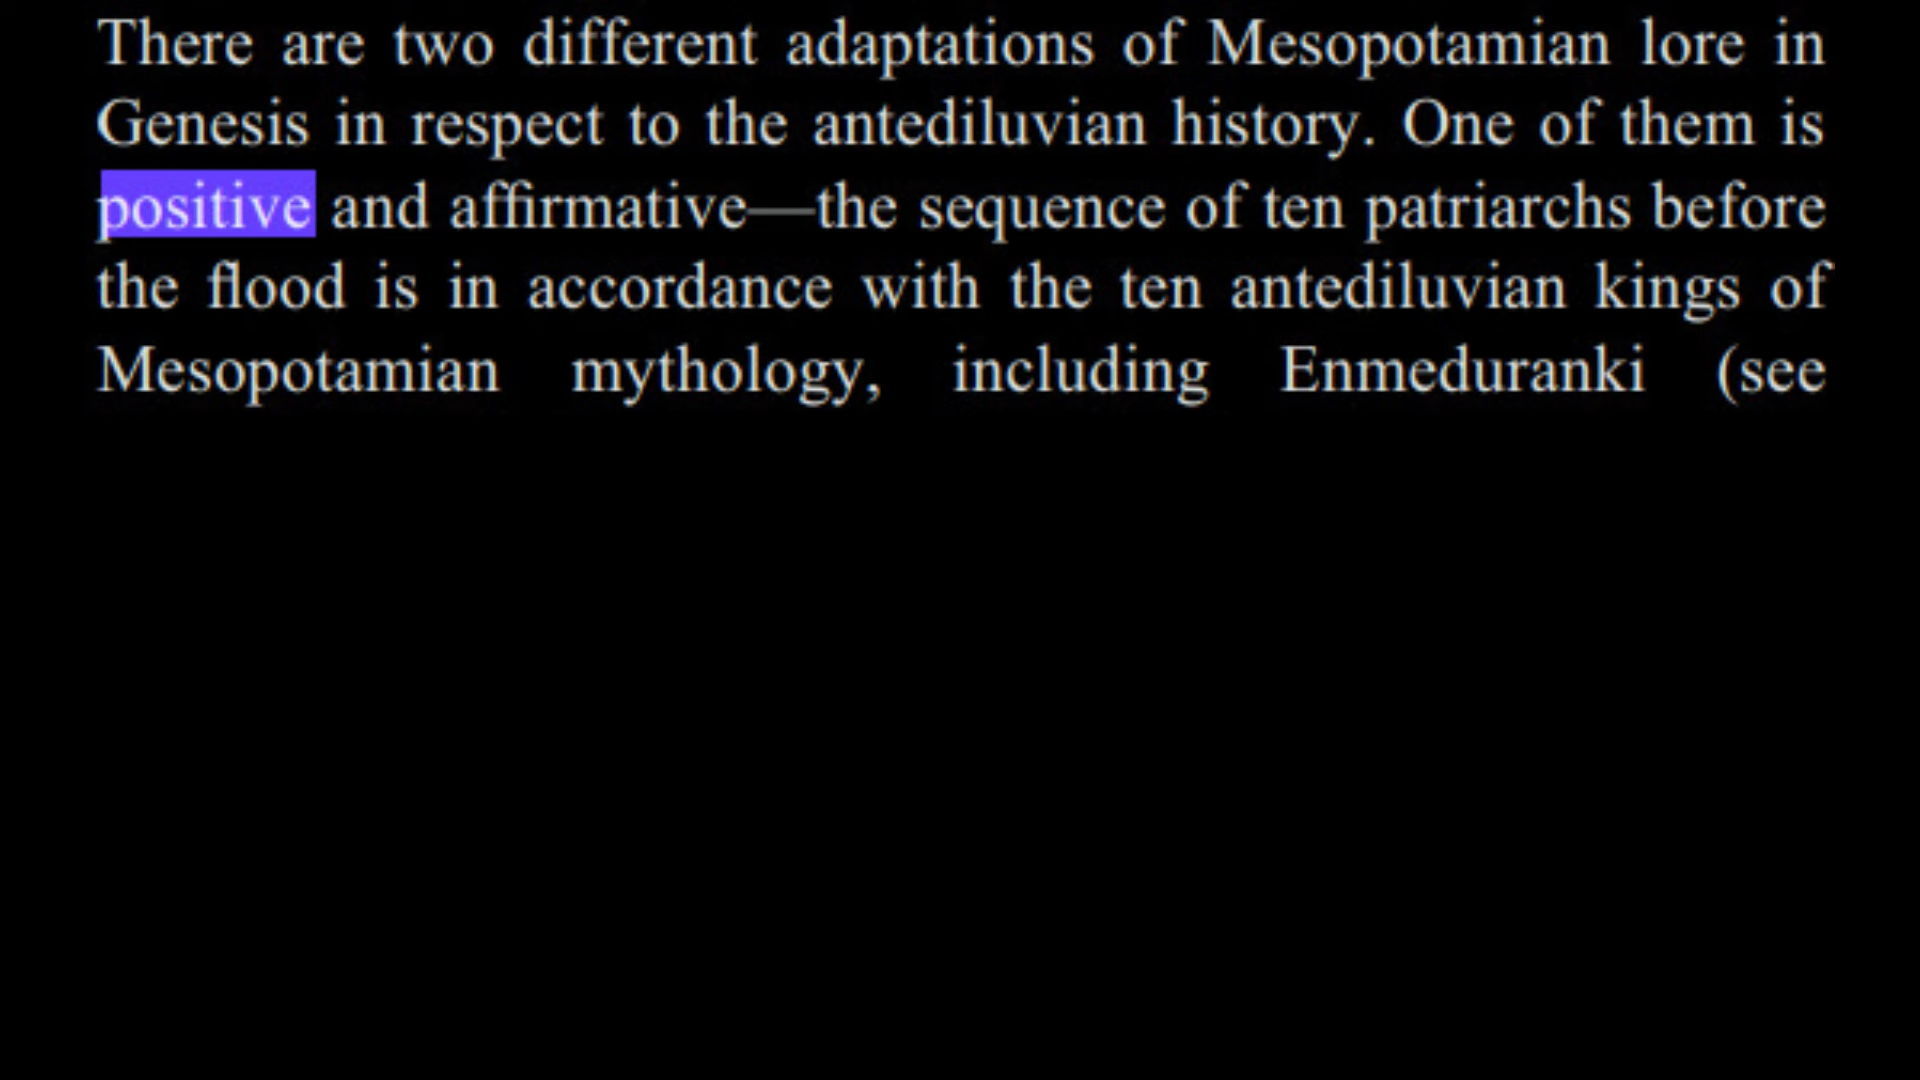 There are two different adaptations of Mesopotamian lore in
Genesis in respect to the antediluvian history. One of them is
positive and affirmative—the sequence of ten patriarchs before
the flood is in accordance with the ten antediluvian kings of
Mesopotamian mythology, including Enmeduranki (see